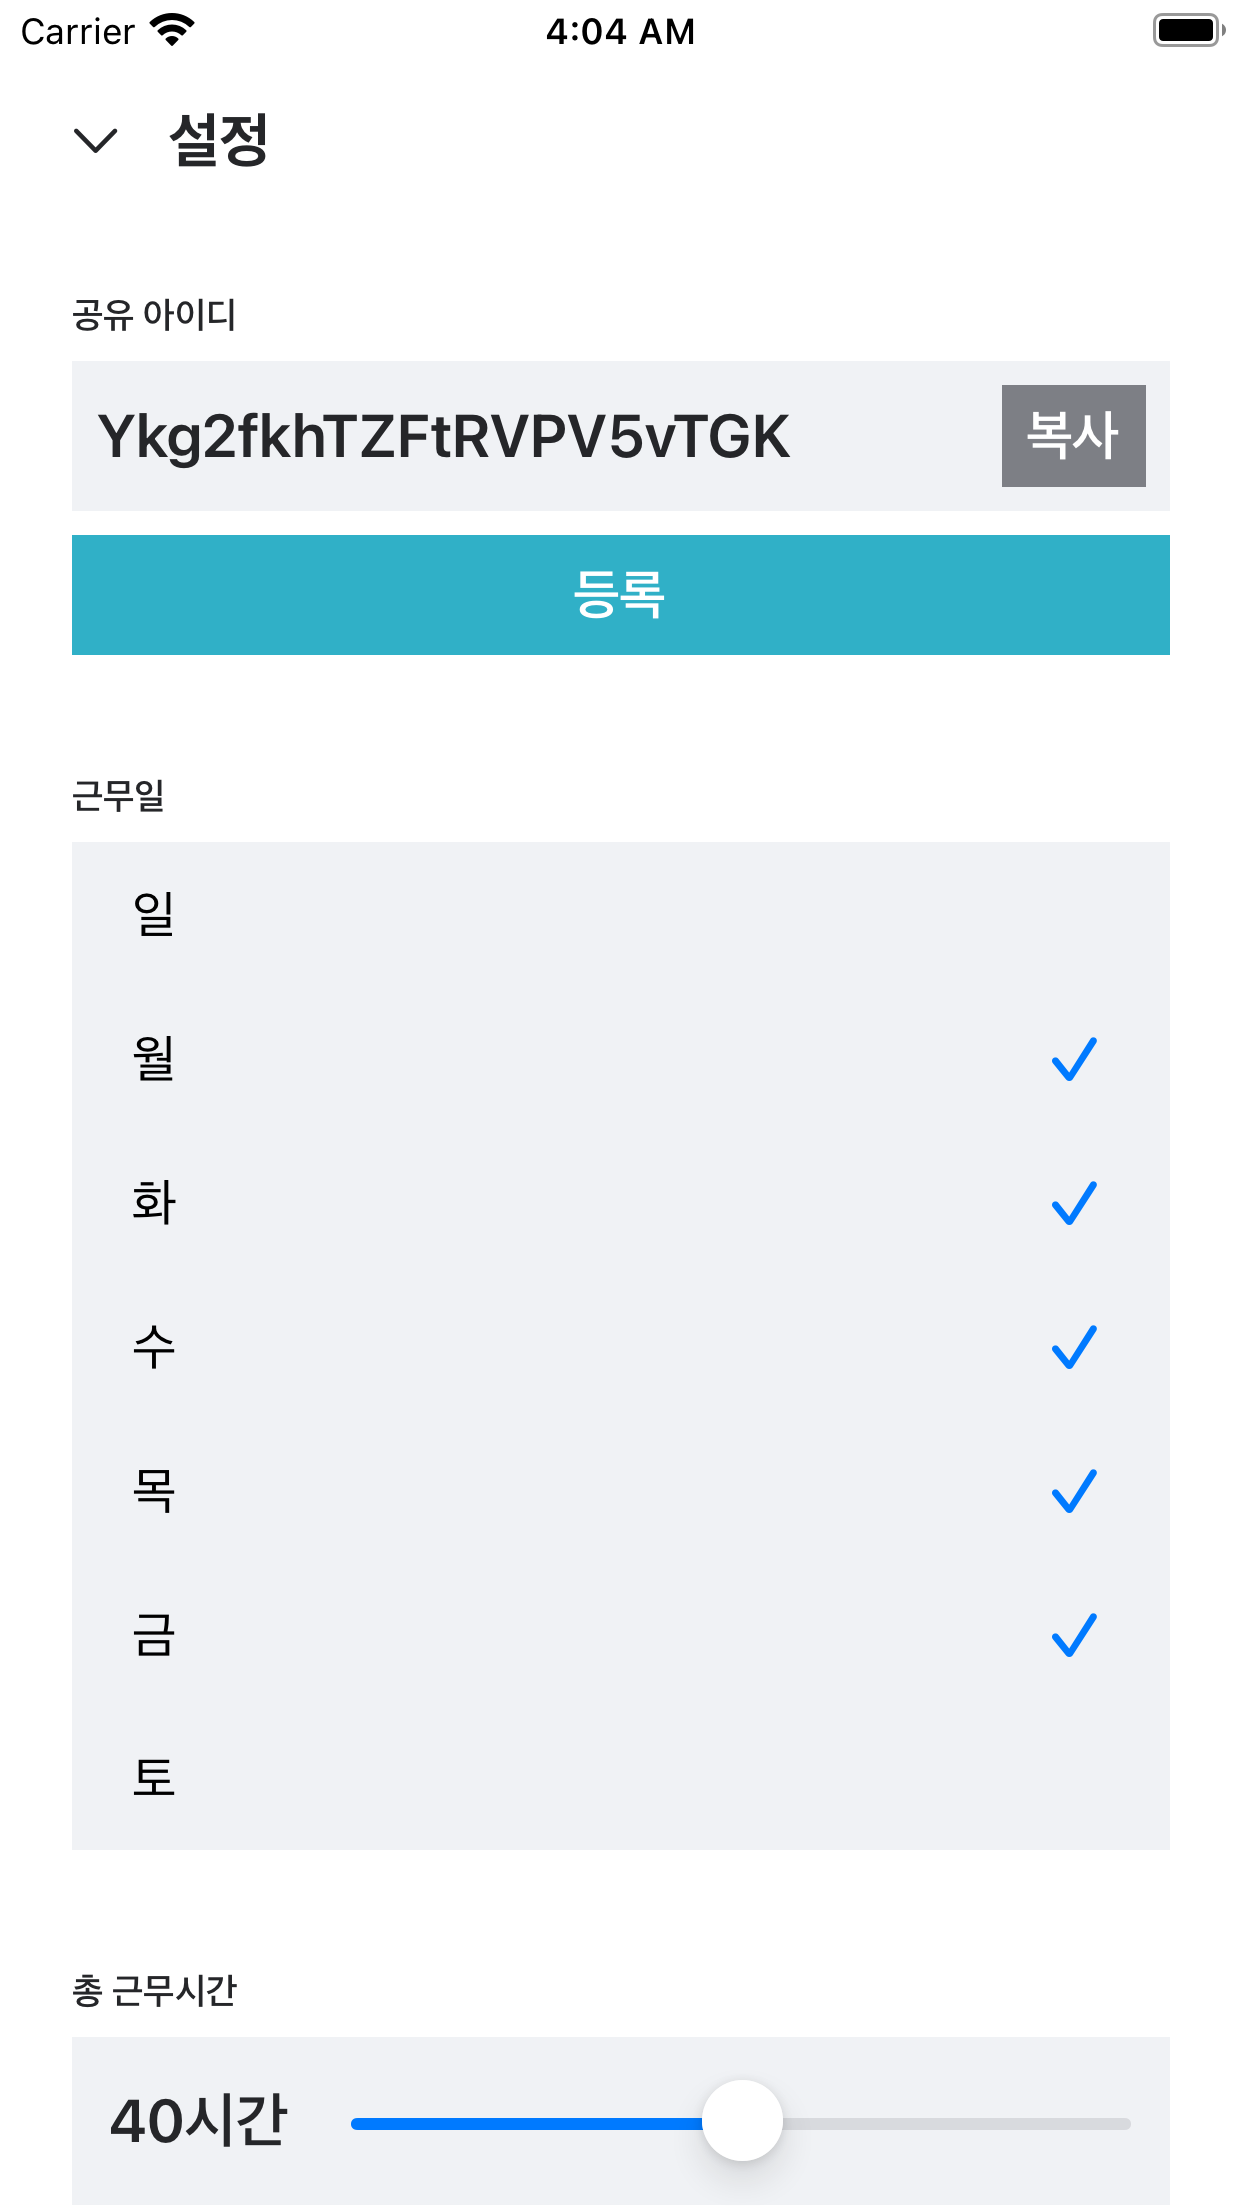 Carrier 4:04 AM
설정
공유 아이디
Ykg2fkhTZFtRVPV5vTGK 복사
등록
근무일
일
월
화
수
목
금
토
총 근무시간
40시간